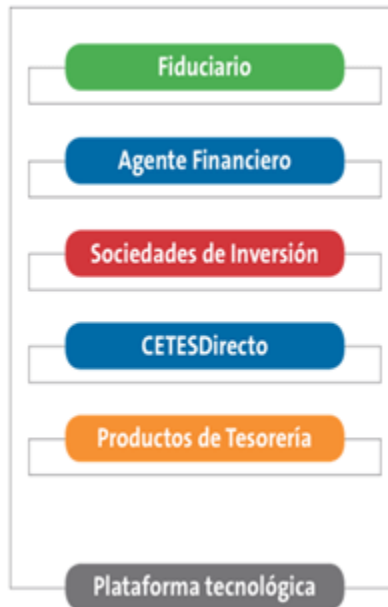 Fiduciario
Agente Financiero
Sociedades de Inversión
CETESDirecto
Productos de Tesorería
Plataforma tecnológica